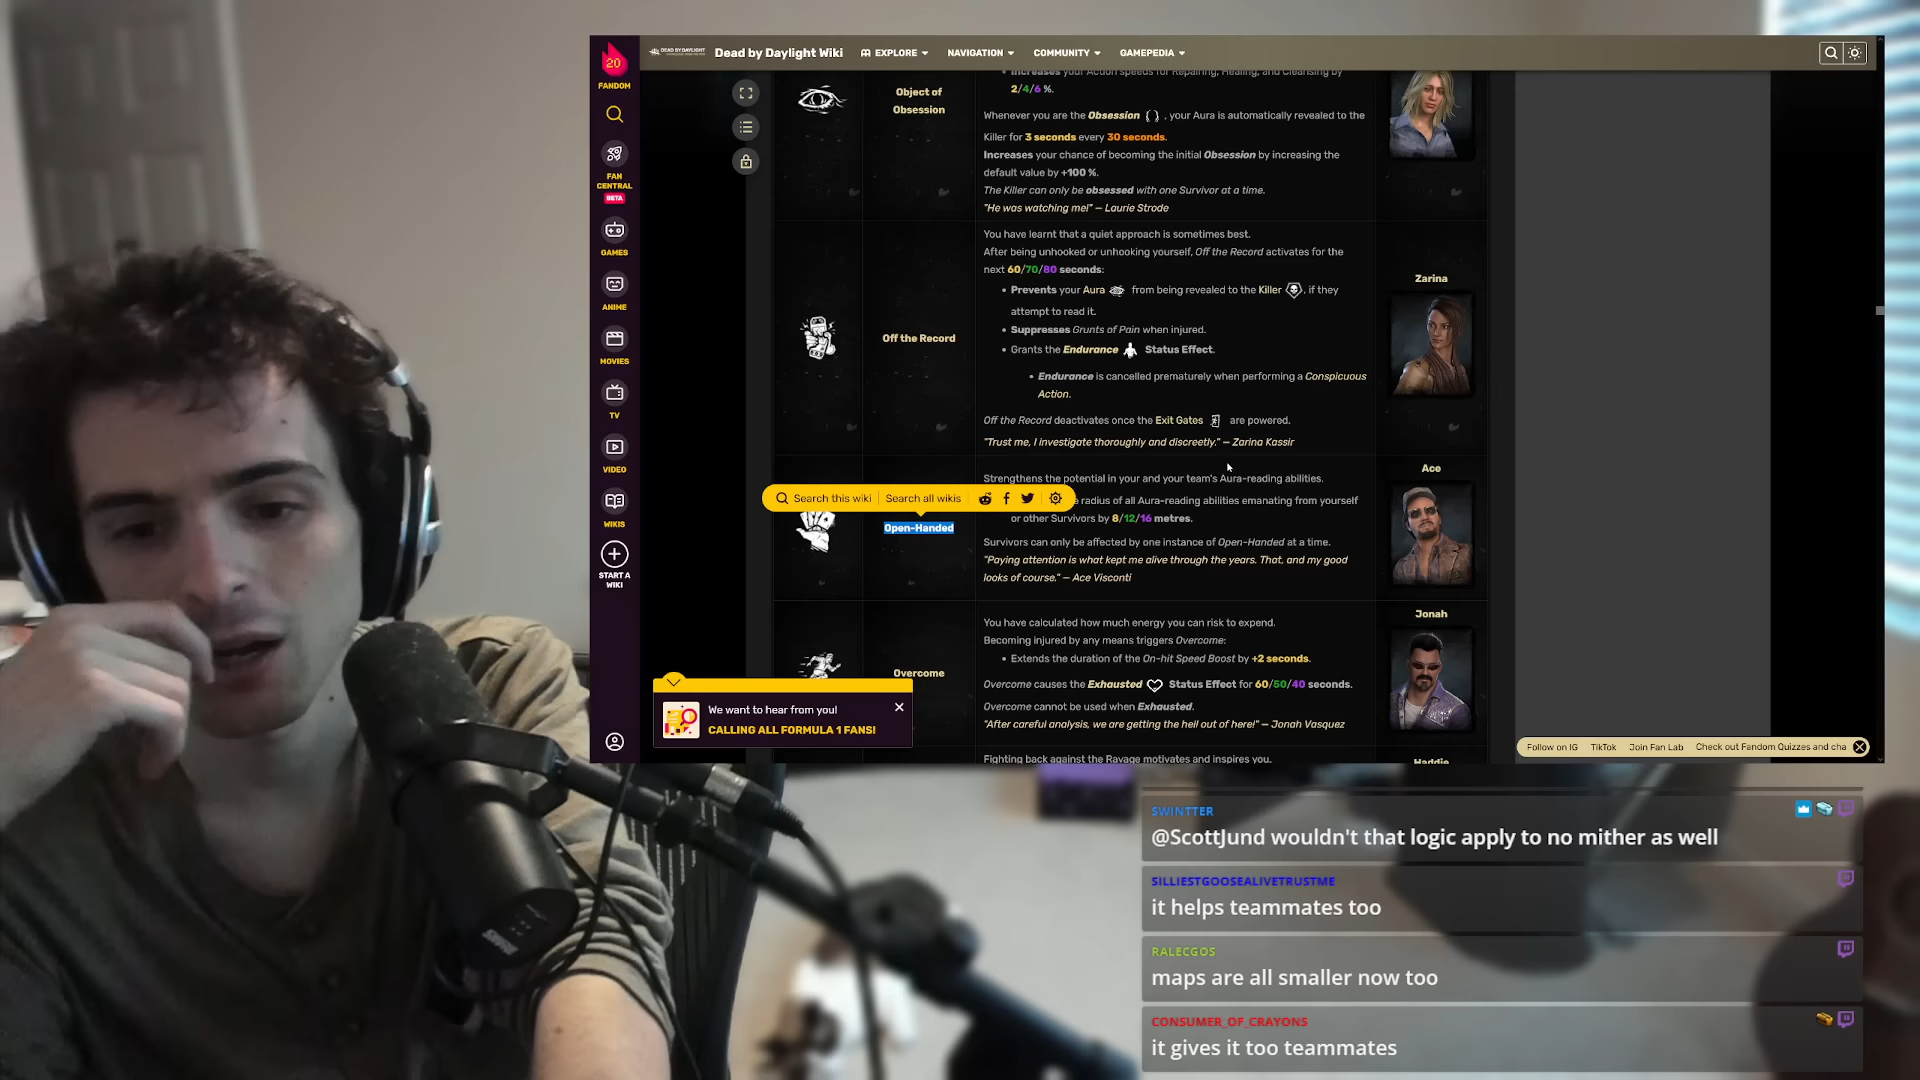 20
FANDOM
FAN
CENTRAL
BETA
GAMES
ANIME
MOVIES
TV
VIDEO
WIKIS
START A
WIKI
DEAD BY DAYLIGHT
Dead by Daylight Wiki
EXPLORE
NAVIGATION
COMMUNITY
GAMEPEDIA
Object of
Obsession
Increases your Action speeds for Repairing, Healing, and Cleansing by
2/4/6 %.
Whenever you are the Obsession ( ) , your Aura is automatically revealed to the
Killer for 3 seconds every 30 seconds.
Increases your chance of becoming the initial Obsession by increasing the
default value by +100 %.
The Killer can only be obsessed with one Survivor at a time.
"He was watching me!" — Laurie Strode
Off the Record
You have learnt that a quiet approach is sometimes best.
After being unhooked or unhooking yourself, Off the Record activates for the
next 60/70/80 seconds:
• Prevents your Aura from being revealed to the Killer , if they
attempt to read it.
• Suppresses Grunts of Pain when injured.
• Grants the Endurance Status Effect.
• Endurance is cancelled prematurely when performing a Conspicuous
Action.
Off the Record deactivates once the Exit Gates are powered.
"Trust me, I investigate thoroughly and discreetly." — Zarina Kassir
Zarina
Search this wiki
Search all wikis
Open-Handed
Strengthens the potential in your and your team's Aura-reading abilities.
radius of all Aura-reading abilities emanating from yourself
or other Survivors by 8/12/16 metres.
Survivors can only be affected by one instance of Open-Handed at a time.
"Paying attention is what kept me alive through the years. That, and my good
looks of course." — Ace Visconti
Ace
Overcome
You have calculated how much energy you can risk to expend.
Becoming injured by any means triggers Overcome:
• Extends the duration of the On-hit Speed Boost by +2 seconds.
Overcome causes the Exhausted Status Effect for 60/50/40 seconds.
Overcome cannot be used when Exhausted.
"After careful analysis, we are getting the hell out of here!" — Jonah Vasquez
Jonah
Fighting back against the Ravage motivates and inspires you.
Haddie
We want to hear from you!
CALLING ALL FORMULA 1 FANS!
Follow on IG
TikTok
Join Fan Lab
Check out Fandom Quizzes and cha
SWINTTER
@ScottJund wouldn't that logic apply to no mither as well
SILLIESTGOOSEALIVETRUSTME
it helps teammates too
RALECGOS
maps are all smaller now too
CONSUMER_OF_CRAYONS
it gives it too teammates